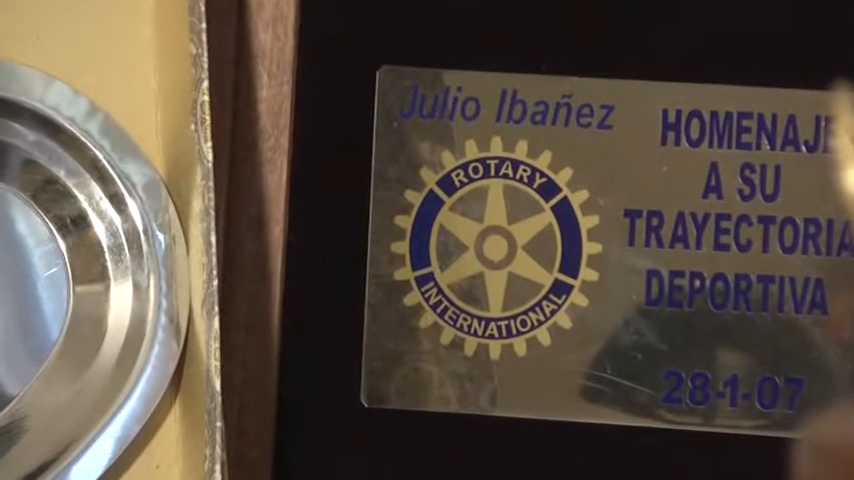 Julio Ibañez
ROTARY
INTERNATIONAL
HOMENAJE
A SU
TRAYECTORIA
DEPORTIVA
28-1-07